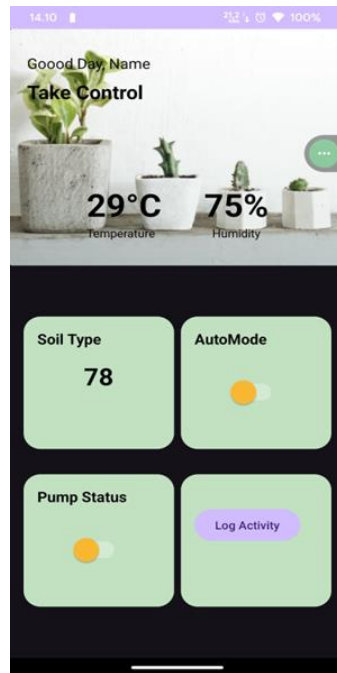 14.10 100%
Goood Day, Name
Take Control
29°C 75%
Temperature Humidity
Soil Type AutoMode
78
Pump Status
Log Activity